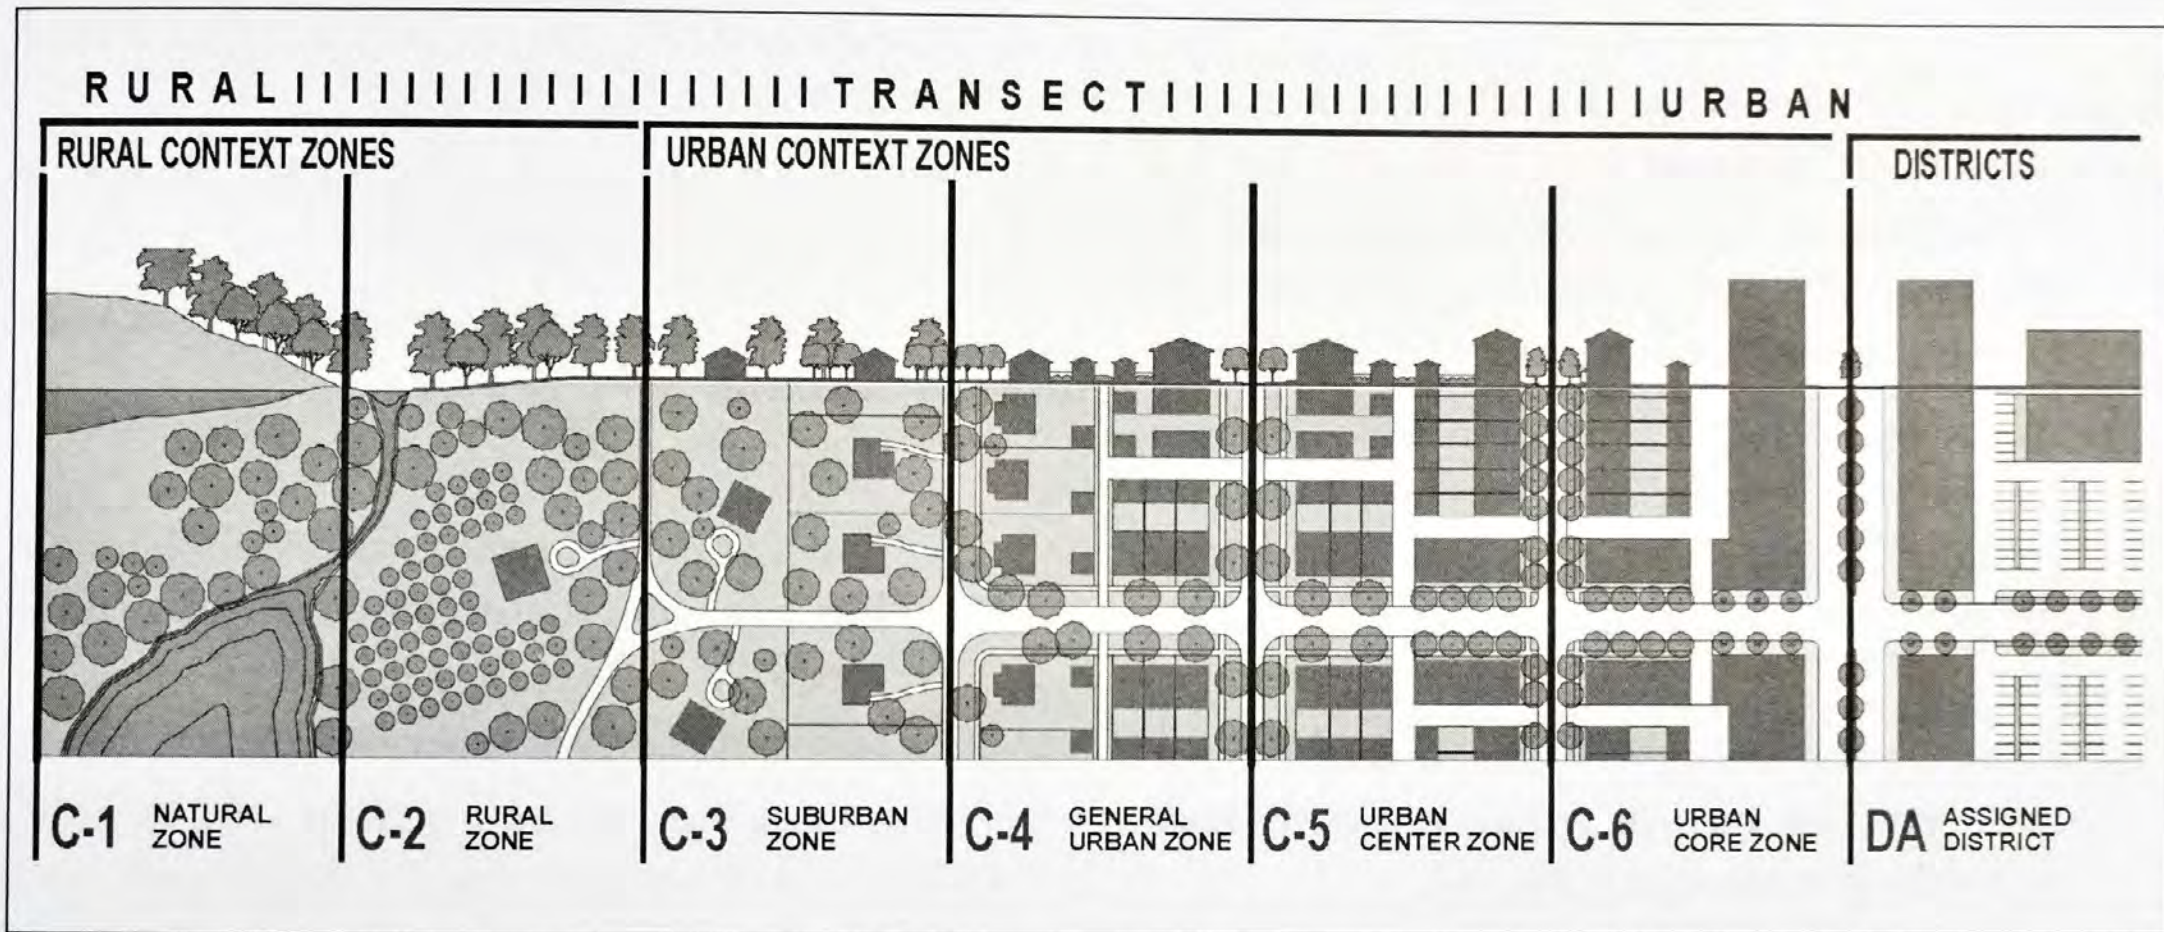 RURAL||||||||||||||||||||TRANSECT||||||||||||||||||URBAN
RURAL CONTEXT ZONES
URBAN CONTEXT ZONES
DISTRICTS
C-1 NATURAL
ZONE
C-2 RURAL
ZONE
C-3 SUBURBAN
ZONE
C-4 GENERAL
URBAN ZONE
C-5 URBAN
CENTER ZONE
C-6 URBAN
CORE ZONE
DA ASSIGNED
DISTRICT